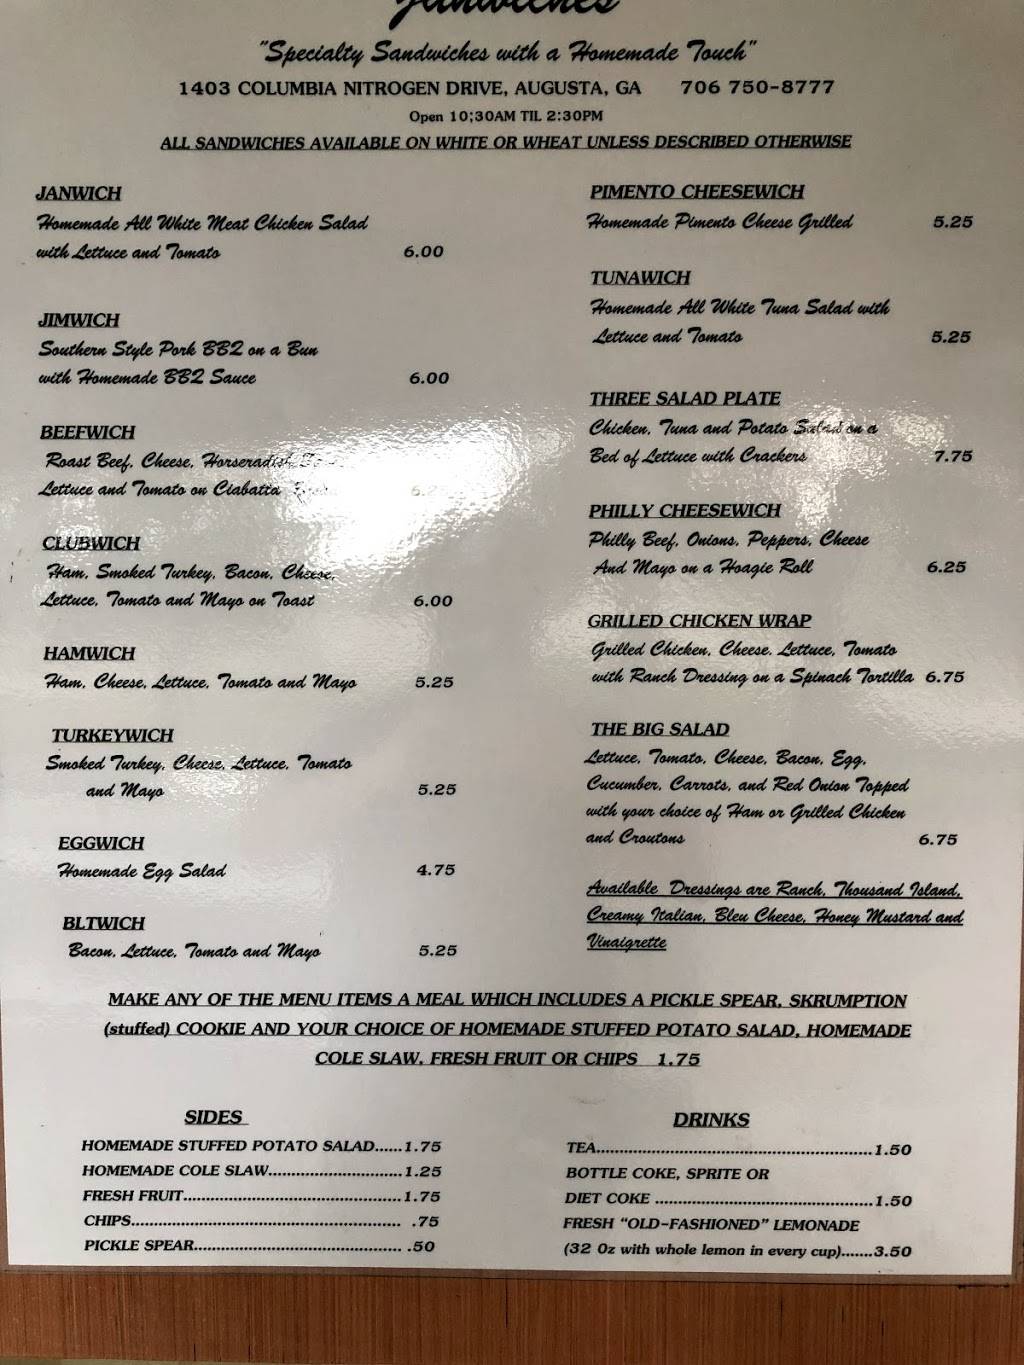 Janwiches
"Specialty Sandwiches with a Homemade Touch"
1403 COLUMBIA NITROGEN DRIVE, AUGUSTA, GA 706 750-8777
Open 10;30AM TIL 2:30PM
ALL SANDWICHES AVAILABLE ON WHITE OR WHEAT UNLESS DESCRIBED OTHERWISE
JANWICH
Homemade All White Meat Chicken Salad
with Lettuce and Tomato 6.00
JIMWICH
Southern Style Pork BBQ on a Bun
with Homemade BBQ Sauce 6.00
BEEFWICH
Roast Beef, Cheese, Horseradish
Lettuce and Tomato on Ciabatta
CLUBWICH
Ham, Smoked Turkey, Bacon, Cheese,
Lettuce, Tomato and Mayo on Toast 6.00
HAMWICH
Ham, Cheese, Lettuce, Tomato and Mayo 5.25
TURKEYWICH
Smoked Turkey, Cheese, Lettuce, Tomato
and Mayo 5.25
EGGWICH
Homemade Egg Salad 4.75
BLTWICH
Bacon, Lettuce, Tomato and Mayo 5.25
PIMENTO CHEESEWICH
Homemade Pimento Cheese Grilled 5.25
TUNAWICH
Homemade All White Tuna Salad with
Lettuce and Tomato 5.25
THREE SALAD PLATE
Chicken, Tuna and Potato Salad on a
Bed of Lettuce with Crackers 7.75
PHILLY CHEESEWICH
Philly Beef, Onions, Peppers, Cheese
And Mayo on a Hoagie Roll 6.25
GRILLED CHICKEN WRAP
Grilled Chicken, Cheese, Lettuce, Tomato
with Ranch Dressing on a Spinach Tortilla 6.75
THE BIG SALAD
Lettuce, Tomato, Cheese, Bacon, Egg,
Cucumber, Carrots, and Red Onion Topped
with your choice of Ham or Grilled Chicken
and Croutons 6.75
Available Dressings are Ranch, Thousand Island,
Creamy Italian, Bleu Cheese, Honey Mustard and
Vinaigrette
MAKE ANY OF THE MENU ITEMS A MEAL WHICH INCLUDES A PICKLE SPEAR, SKRUMPTION
(stuffed) COOKIE AND YOUR CHOICE OF HOMEMADE STUFFED POTATO SALAD, HOMEMADE
COLE SLAW, FRESH FRUIT OR CHIPS 1.75
SIDES
HOMEMADE STUFFED POTATO SALAD......1.75
HOMEMADE COLE SLAW..............................1.25
FRESH FRUIT.................................................1.75
CHIPS............................................................ .75
PICKLE SPEAR.............................................. .50
DRINKS
TEA..............................................................1.50
BOTTLE COKE, SPRITE OR
DIET COKE .................................................1.50
FRESH "OLD-FASHIONED" LEMONADE
(32 Oz with whole lemon in every cup).......3.50